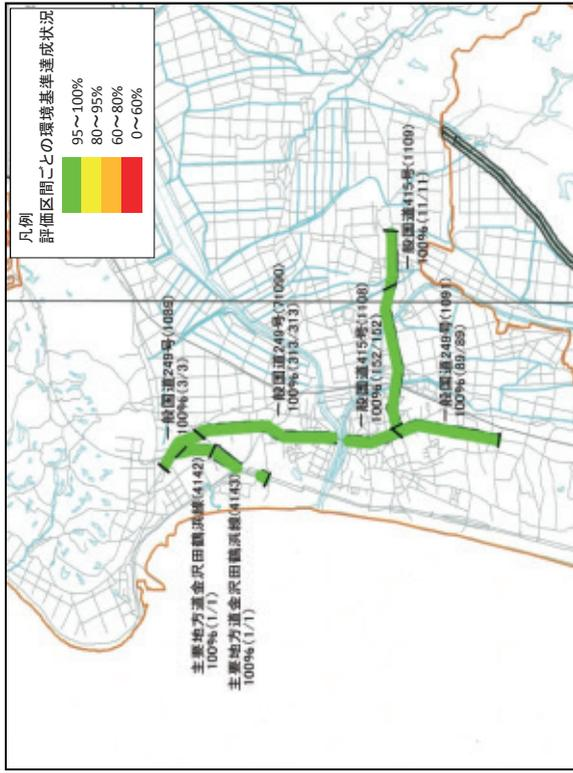 凡例
評価区間ごとの環境基準達成状況
95～100%
80～95%
60～80%
0～60%
一般国道249号(1089)
100%(3/3)
一般国道249号(71090)
100%(313/313)
一般国道415号(1108)
100%(152/152)
一般国道415号(1109)
100%(11/11)
一般国道249号(1091)
100%(89/89)
主要地方道金沢田鶴浜線(4142)
100%(1/1)
主要地方道金沢田鶴浜線(4143)
100%(1/1)